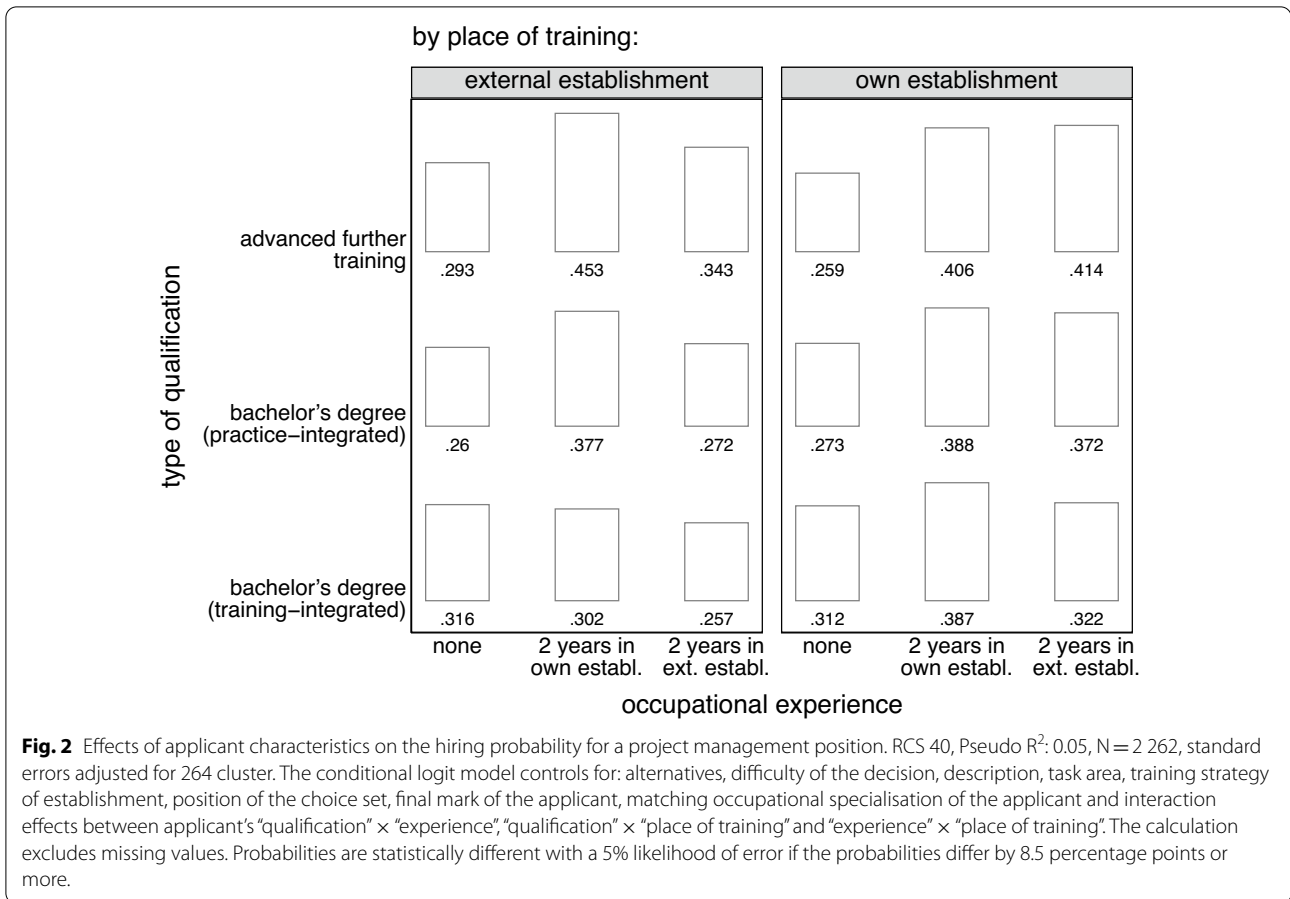 by place of training:
external establishment
own establishment
type of qualification
advanced further
training
.293
.453
.343
.259
.406
.414
bachelor's degree
(practice−integrated)
.26
.377
.272
.273
.388
.372
bachelor's degree
(training−integrated)
.316
.302
.257
.312
.387
.322
none
2 years in
own establ.
2 years in
ext. establ.
none
2 years in
own establ.
2 years in
ext. establ.
occupational experience
Fig. 2 Effects of applicant characteristics on the hiring probability for a project management position. RCS 40, Pseudo R²: 0.05, N = 2 262, standard
errors adjusted for 264 cluster. The conditional logit model controls for: alternatives, difficulty of the decision, description, task area, training strategy
of establishment, position of the choice set, final mark of the applicant, matching occupational specialisation of the applicant and interaction
effects between applicant's “qualification” × “experience”, “qualification” × “place of training” and “experience” × “place of training”. The calculation
excludes missing values. Probabilities are statistically different with a 5% likelihood of error if the probabilities differ by 8.5 percentage points or
more.